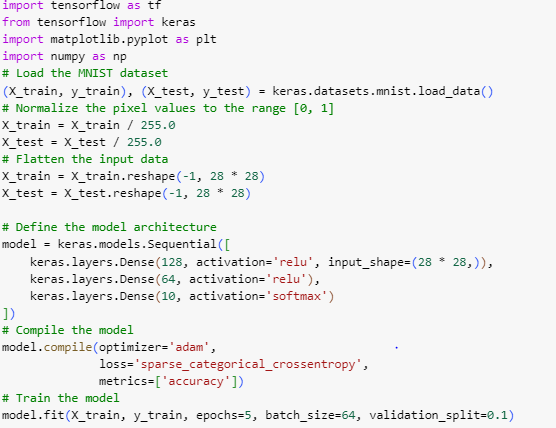 import tensorflow as tf
from tensorflow import keras
import matplotlib.pyplot as plt
import numpy as np
# Load the MNIST dataset
(X_train, y_train), (X_test, y_test) = keras.datasets.mnist.load_data()
# Normalize the pixel values to the range [0, 1]
X_train = X_train / 255.0
X_test = X_test / 255.0
# Flatten the input data
X_train = X_train.reshape(-1, 28 * 28)
X_test = X_test.reshape(-1, 28 * 28)
# Define the model architecture
model = keras.models.Sequential([
    keras.layers.Dense(128, activation='relu', input_shape=(28 * 28,)),
    keras.layers.Dense(64, activation='relu'),
    keras.layers.Dense(10, activation='softmax')
])
# Compile the model
model.compile(optimizer='adam',
              loss='sparse_categorical_crossentropy',
              metrics=['accuracy'])
# Train the model
model.fit(X_train, y_train, epochs=5, batch_size=64, validation_split=0.1)